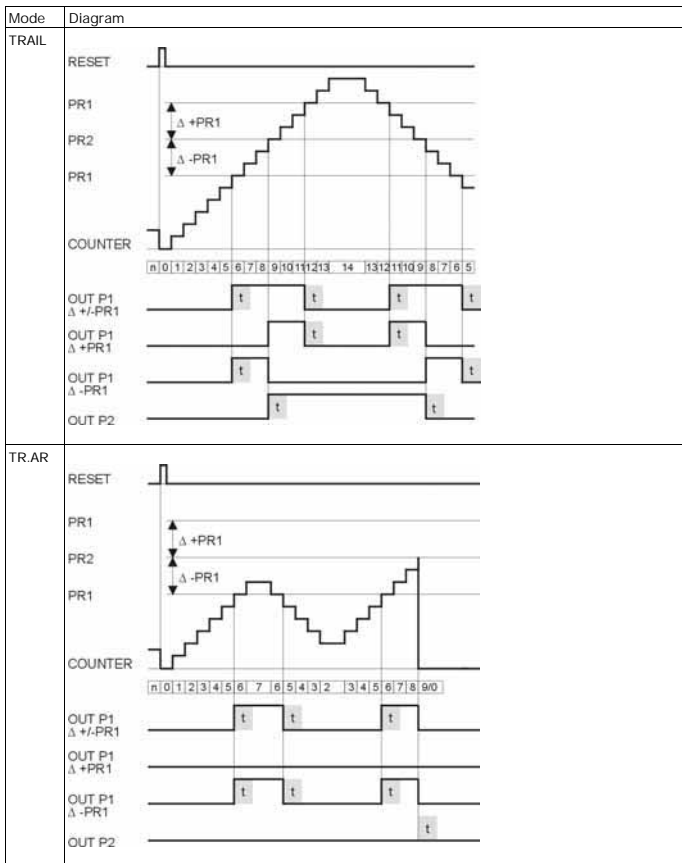 Mode Diagram
TRAIL
RESET
PR1
Δ +PR1
PR2
Δ -PR1
PR1
COUNTER
n 0 1 2 3 4 5 6 7 8 9 10 11 12 13 14 13 12 11 10 9 8 7 6 5
OUT P1 t t t t
Δ +/-PR1
OUT P1 t t
Δ +PR1
OUT P1 t t
Δ -PR1
OUT P2 t t
TR.AR
RESET
PR1
Δ +PR1
PR2
Δ -PR1
PR1
COUNTER
n 0 1 2 3 4 5 6 7 6 5 4 3 2 3 4 5 6 7 8 9/0
OUT P1 t t t
Δ +/-PR1
OUT P1
Δ +PR1
OUT P1 t t t
Δ -PR1
OUT P2 t